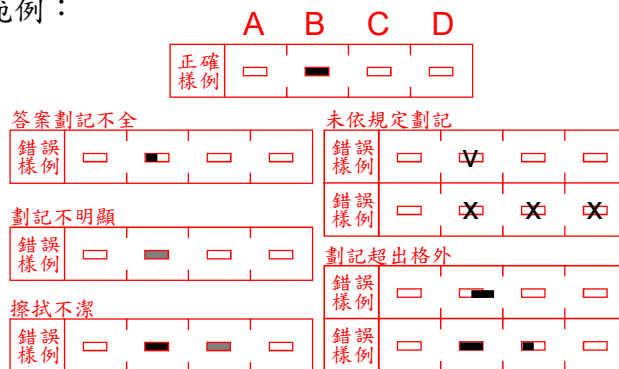 範例：
A B C D
正確
樣例
答案劃記不全
錯誤
樣例
劃記不明顯
錯誤
樣例
擦拭不潔
錯誤
樣例
未依規定劃記
錯誤
樣例
V
錯誤
樣例
X X X
劃記超出格外
錯誤
樣例
錯誤
樣例